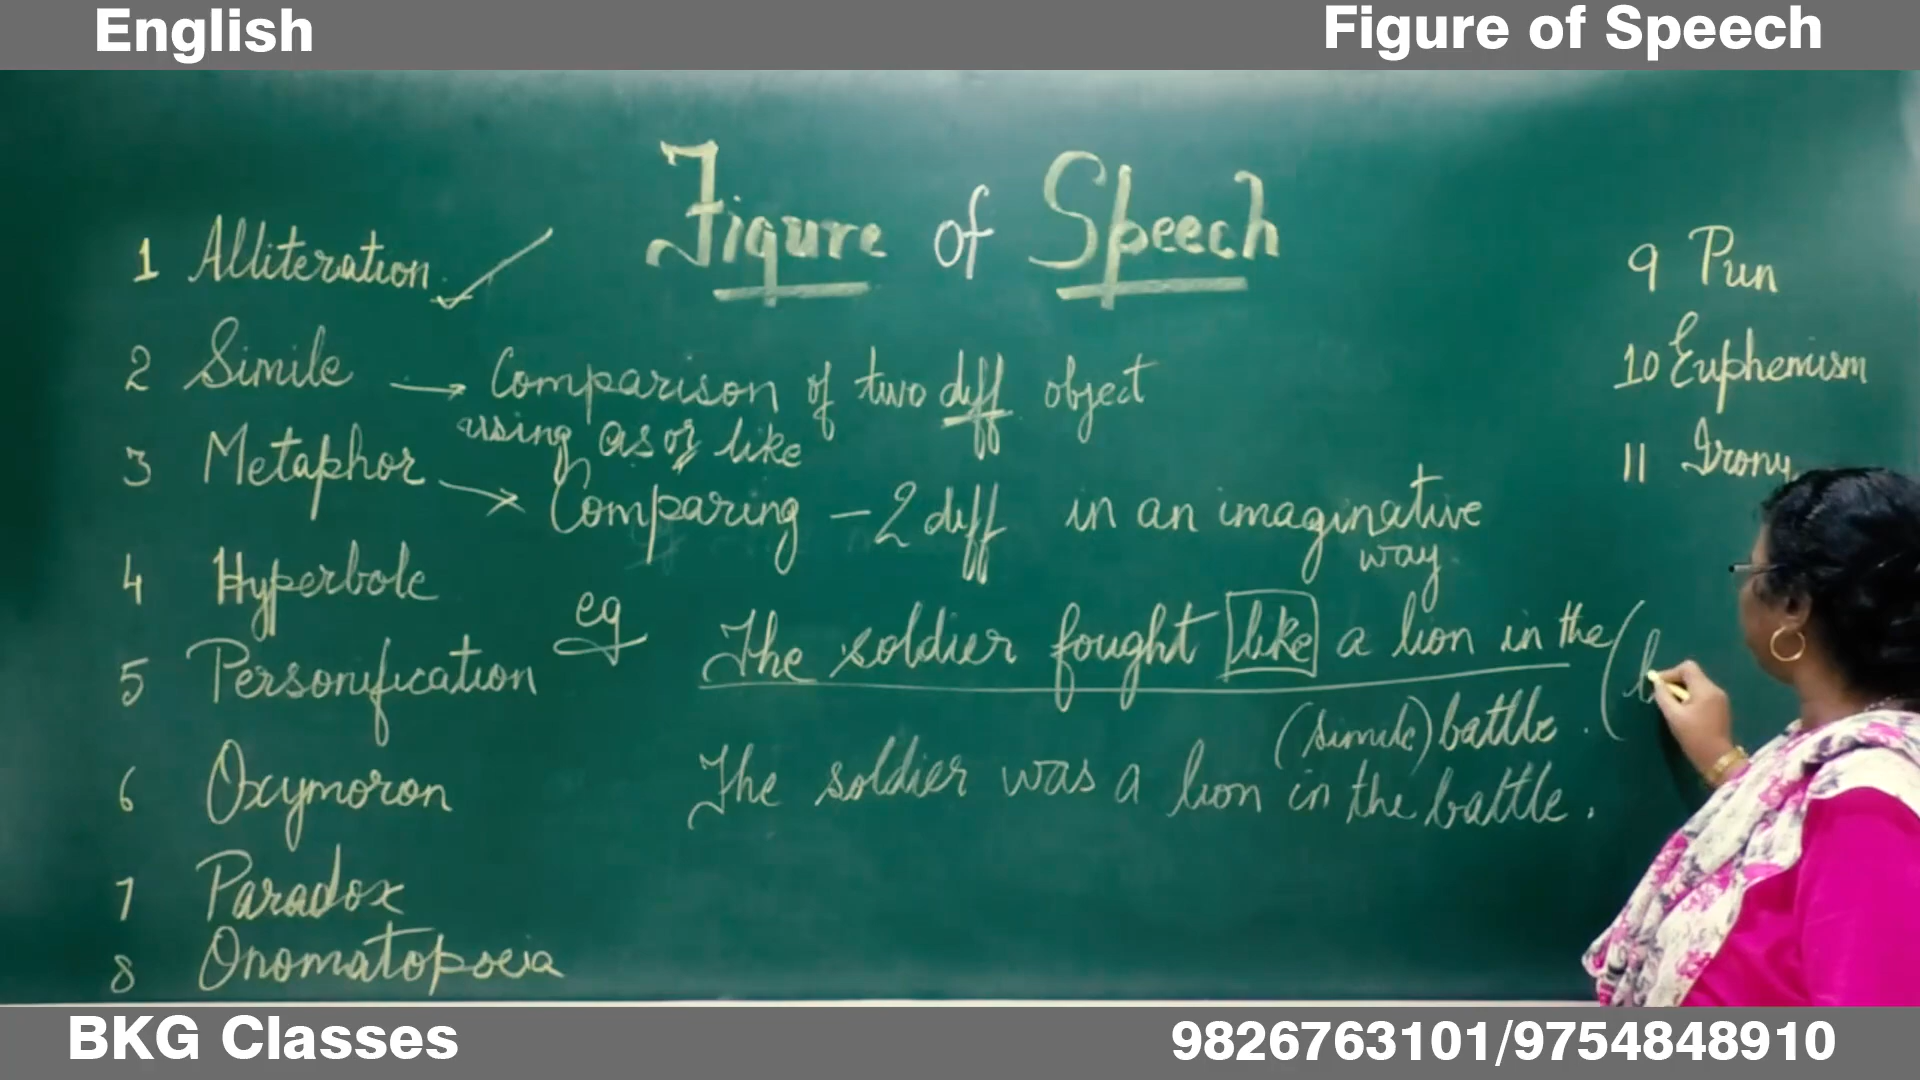 English
Figure of Speech
Figure of Speech
1 Alliteration
2 Simile → Comparison of two diff object
using as or like
3 Metaphor → Comparing - 2 diff in an imaginative
way
4 Hyperbole
eg The soldier fought like a lion in the (
5 Personification
(simile) battle.
6 Oxymoron
The soldier was a lion in the battle.
7 Paradox
8 Onomatopoeia
9 Pun
10 Euphemism
11 Irony
BKG Classes
9826763101/9754848910